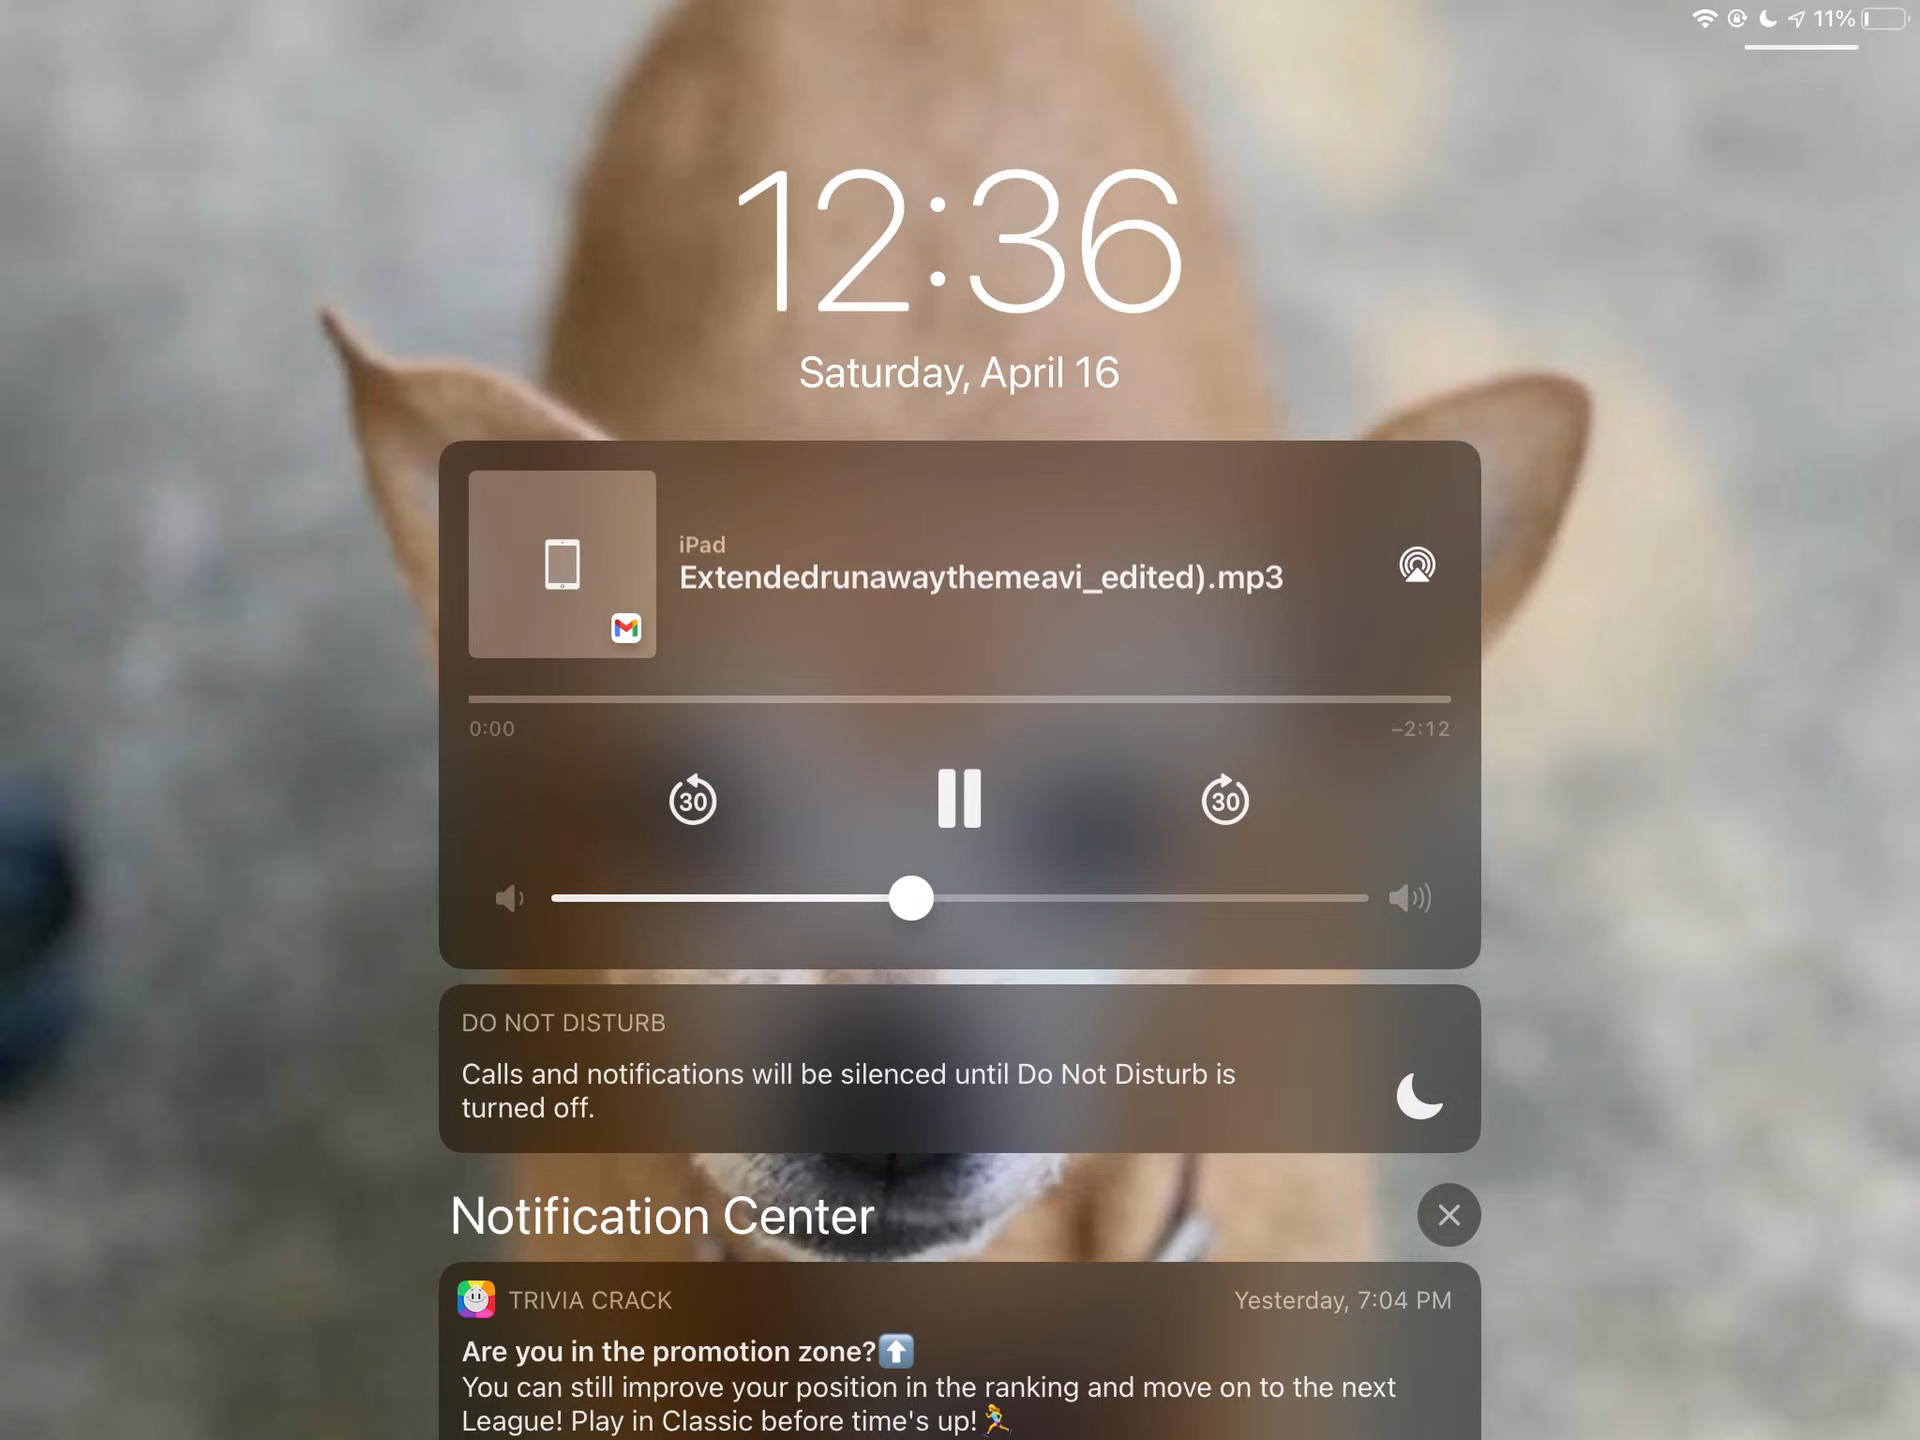 11%
12:36
Saturday, April 16
iPad
Extendedrunawaythemeavi_edited).mp3
0:00 −2:12
30 30
DO NOT DISTURB
Calls and notifications will be silenced until Do Not Disturb is
turned off.
Notification Center
TRIVIA CRACK Yesterday, 7:04 PM
Are you in the promotion zone?⬆️
You can still improve your position in the ranking and move on to the next
League! Play in Classic before time's up!🏃‍♀️